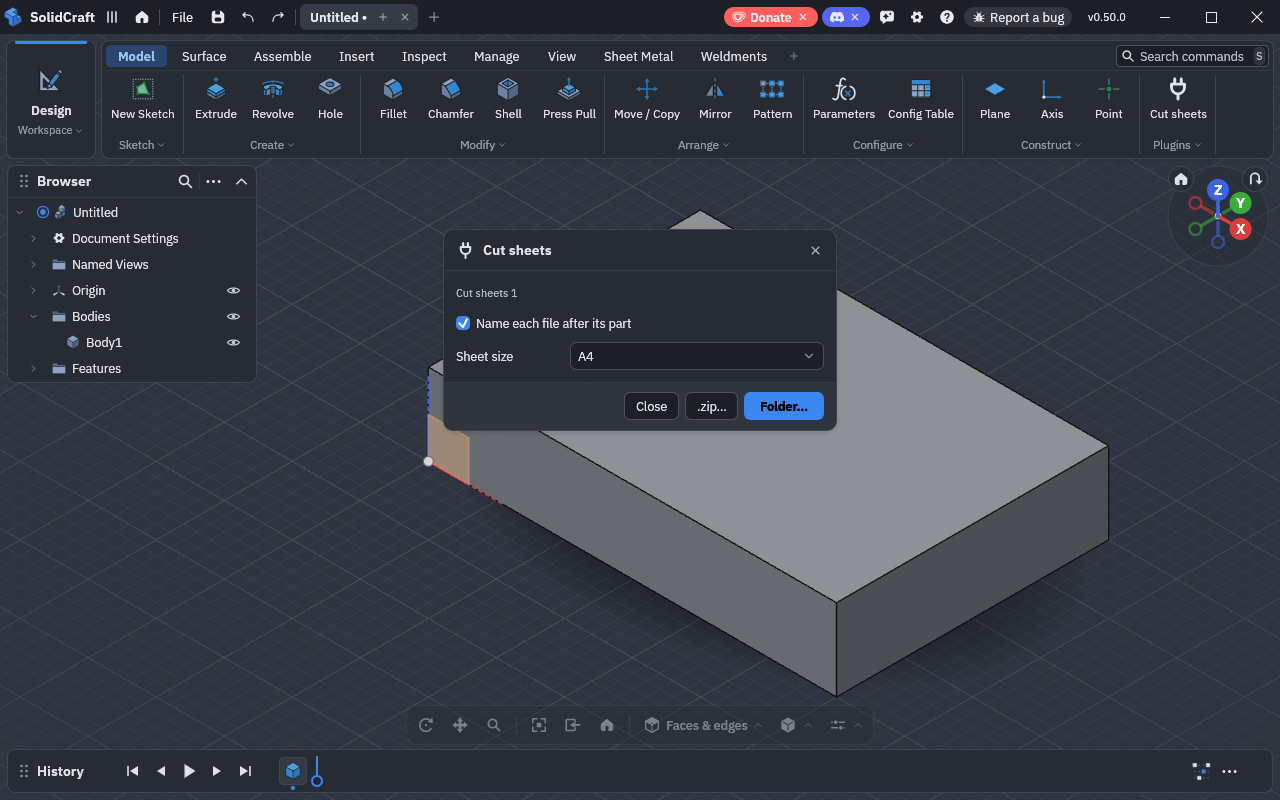 SolidCraft
File
Untitled •
Donate
Report a bug
v0.50.0
Design
Workspace
Model
Surface
Assemble
Insert
Inspect
Manage
View
Sheet Metal
Weldments
Search commands
S
New Sketch
Extrude
Revolve
Hole
Fillet
Chamfer
Shell
Press Pull
Move / Copy
Mirror
Pattern
Parameters
Config Table
Plane
Axis
Point
Cut sheets
Sketch
Create
Modify
Arrange
Configure
Construct
Plugins
Browser
Untitled
Document Settings
Named Views
Origin
Bodies
Body1
Features
Z
Y
X
Cut sheets
Cut sheets 1
Name each file after its part
Sheet size
A4
Close
.zip...
Folder...
Faces & edges
History